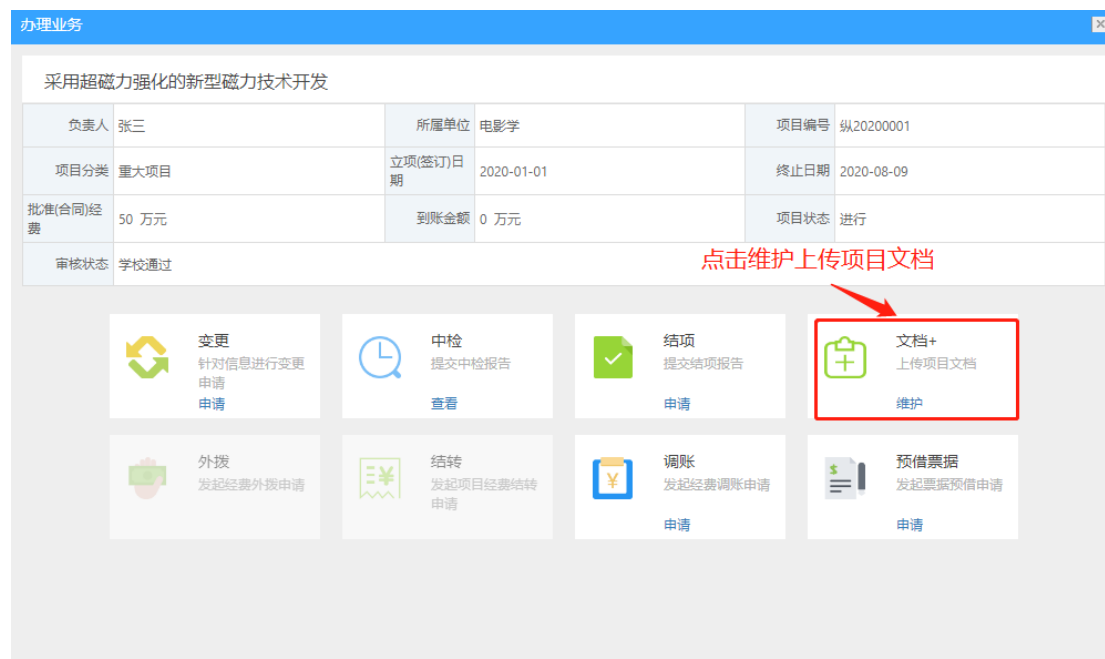 办理业务
采用超磁力强化的新型磁力技术开发
负责人 张三 所属单位 电影学 项目编号 纵20200001
项目分类 重大项目 立项(签订)日期 2020-01-01 终止日期 2020-08-09
批准(合同)经费 50 万元 到账金额 0 万元 项目状态 进行
审核状态 学校通过
点击维护上传项目文档
变更
针对信息进行变更
申请
申请
中检
提交中检报告
查看
结项
提交结项报告
申请
文档+
上传项目文档
维护
外拨
发起经费外拨申请
结转
发起项目经费结转
申请
调账
发起经费调账申请
申请
预借票据
发起票据预借申请
申请